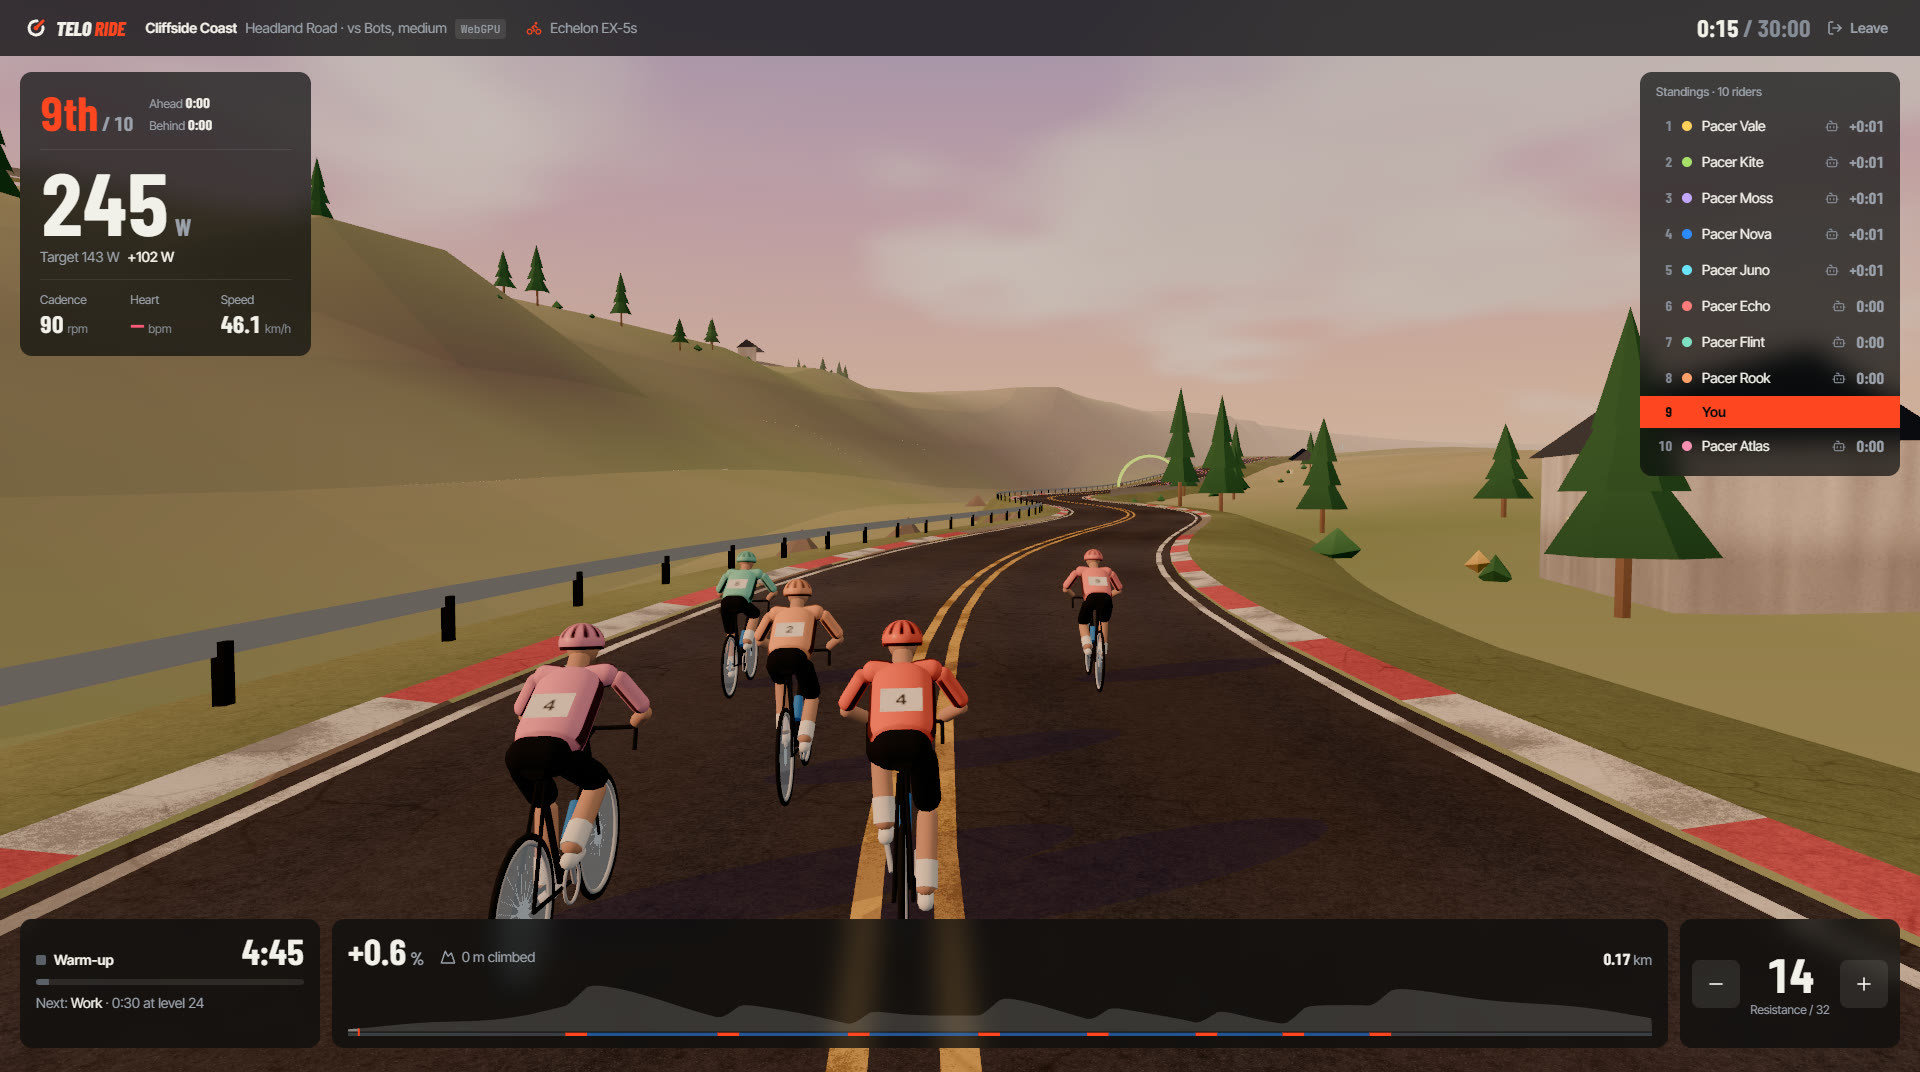 TELO RIDE Cliffside Coast Headland Road · vs Bots, medium WebGPU Echelon EX-5s
0:15 / 30:00 Leave
9th / 10
Ahead 0:00
Behind 0:00
245 W
Target 143 W +102 W
Cadence Heart Speed
90 rpm – bpm 46.1 km/h
Standings · 10 riders
1 Pacer Vale +0:01
2 Pacer Kite +0:01
3 Pacer Moss +0:01
4 Pacer Nova +0:01
5 Pacer Juno +0:01
6 Pacer Echo 0:00
7 Pacer Flint 0:00
8 Pacer Rook 0:00
9 You
10 Pacer Atlas 0:00
2
4
4
Warm-up 4:45
Next: Work · 0:30 at level 24
+0.6 % 0 m climbed
0.17 km
− 14 +
Resistance / 32